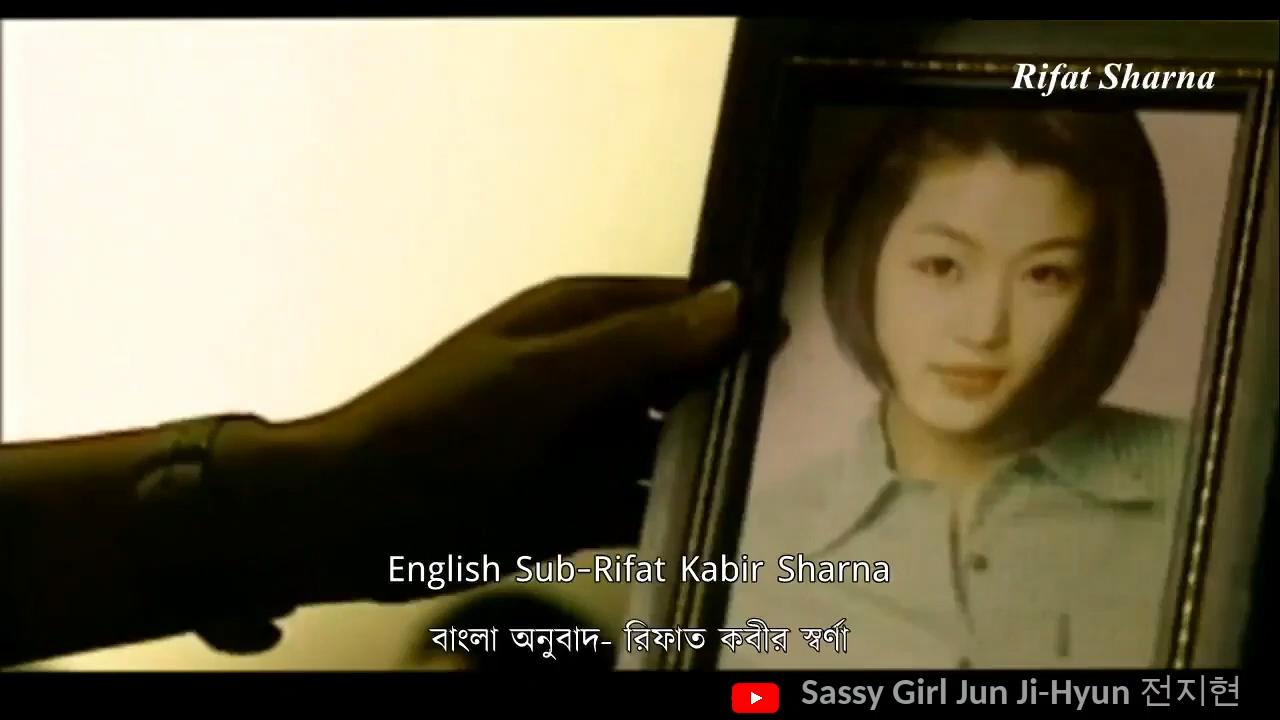 Rifat Sharna
English Sub-Rifat Kabir Sharna
বাংলা অনুবাদ- রিফাত কবীর স্বর্ণা
Sassy Girl Jun Ji-Hyun 전지현